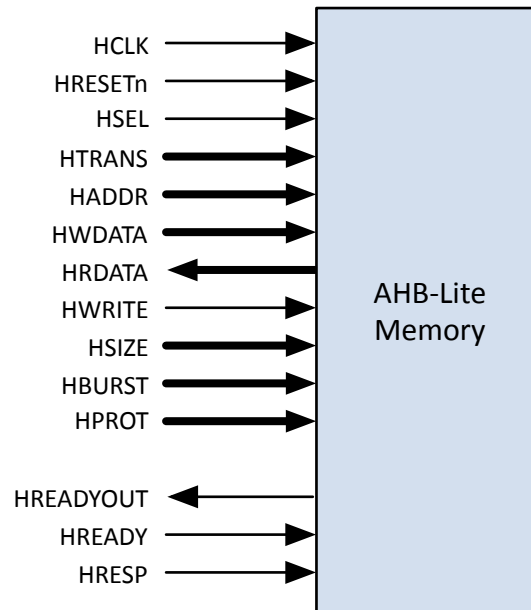 HCLK
HRESETn
HSEL
HTRANS
HADDR
HWDATA
HRDATA
HWRITE
HSIZE
HBURST
HPROT
HREADYOUT
HREADY
HRESP
AHB-Lite
Memory